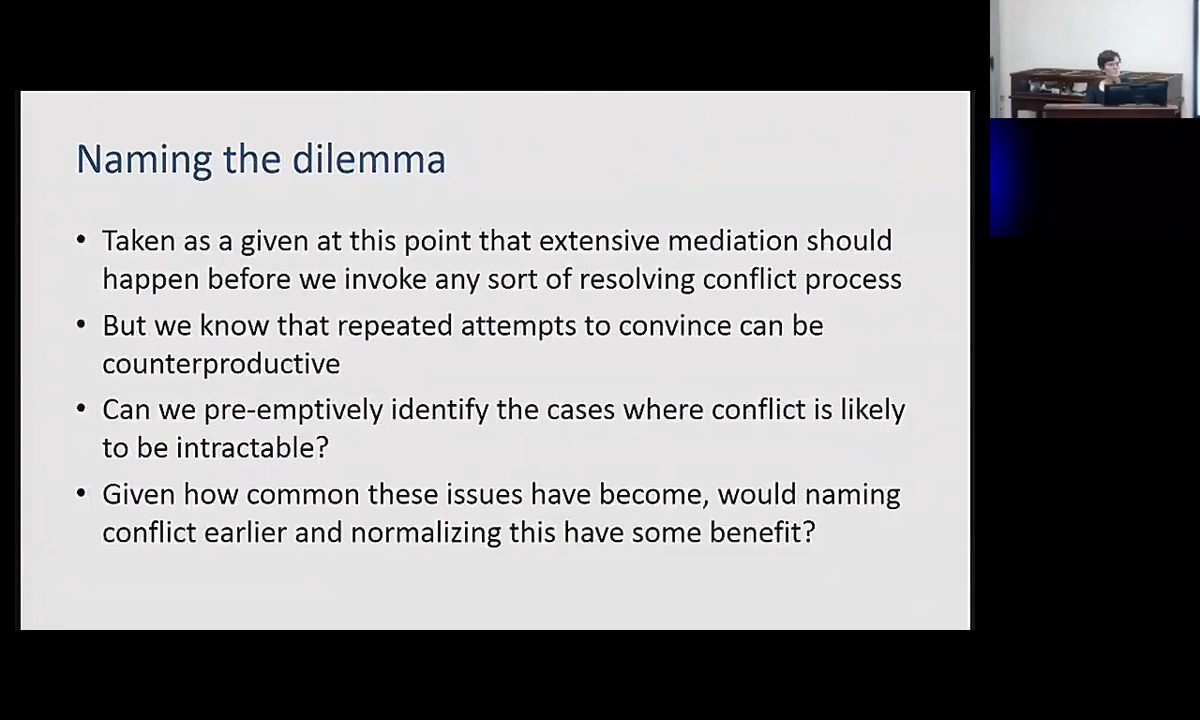 Naming the dilemma
• Taken as a given at this point that extensive mediation should
happen before we invoke any sort of resolving conflict process
• But we know that repeated attempts to convince can be
counterproductive
• Can we pre-emptively identify the cases where conflict is likely
to be intractable?
• Given how common these issues have become, would naming
conflict earlier and normalizing this have some benefit?